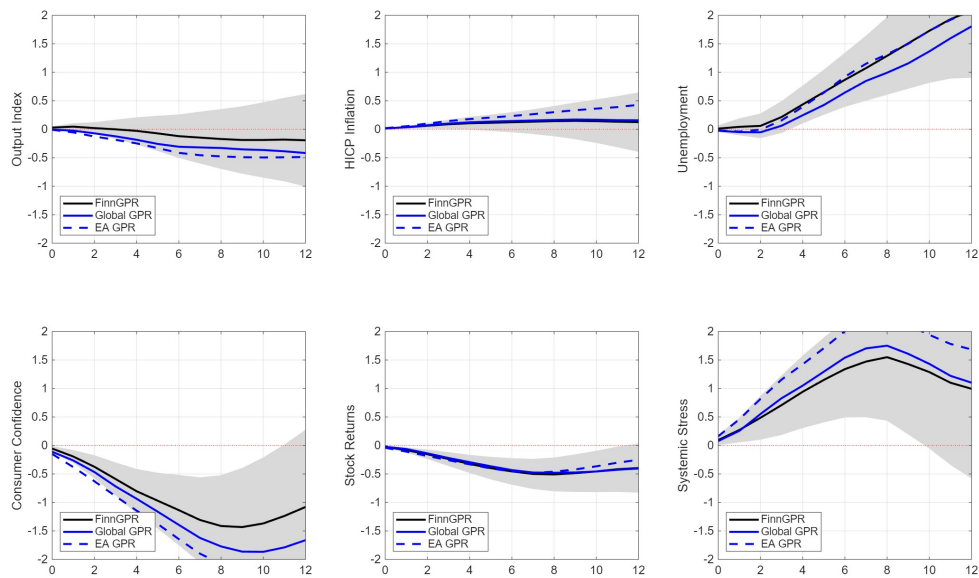 2
1.5
1
0.5
0
-0.5
-1
-1.5
-2
Output Index
FinnGPR
Global GPR
EA GPR
0 2 4 6 8 10 12
2
1.5
1
0.5
0
-0.5
-1
-1.5
-2
HICP Inflation
FinnGPR
Global GPR
EA GPR
0 2 4 6 8 10 12
2
1.5
1
0.5
0
-0.5
-1
-1.5
-2
Unemployment
FinnGPR
Global GPR
EA GPR
0 2 4 6 8 10 12
2
1.5
1
0.5
0
-0.5
-1
-1.5
-2
Consumer Confidence
FinnGPR
Global GPR
EA GPR
0 2 4 6 8 10 12
2
1.5
1
0.5
0
-0.5
-1
-1.5
-2
Stock Returns
FinnGPR
Global GPR
EA GPR
0 2 4 6 8 10 12
2
1.5
1
0.5
0
-0.5
-1
-1.5
-2
Systemic Stress
FinnGPR
Global GPR
EA GPR
0 2 4 6 8 10 12